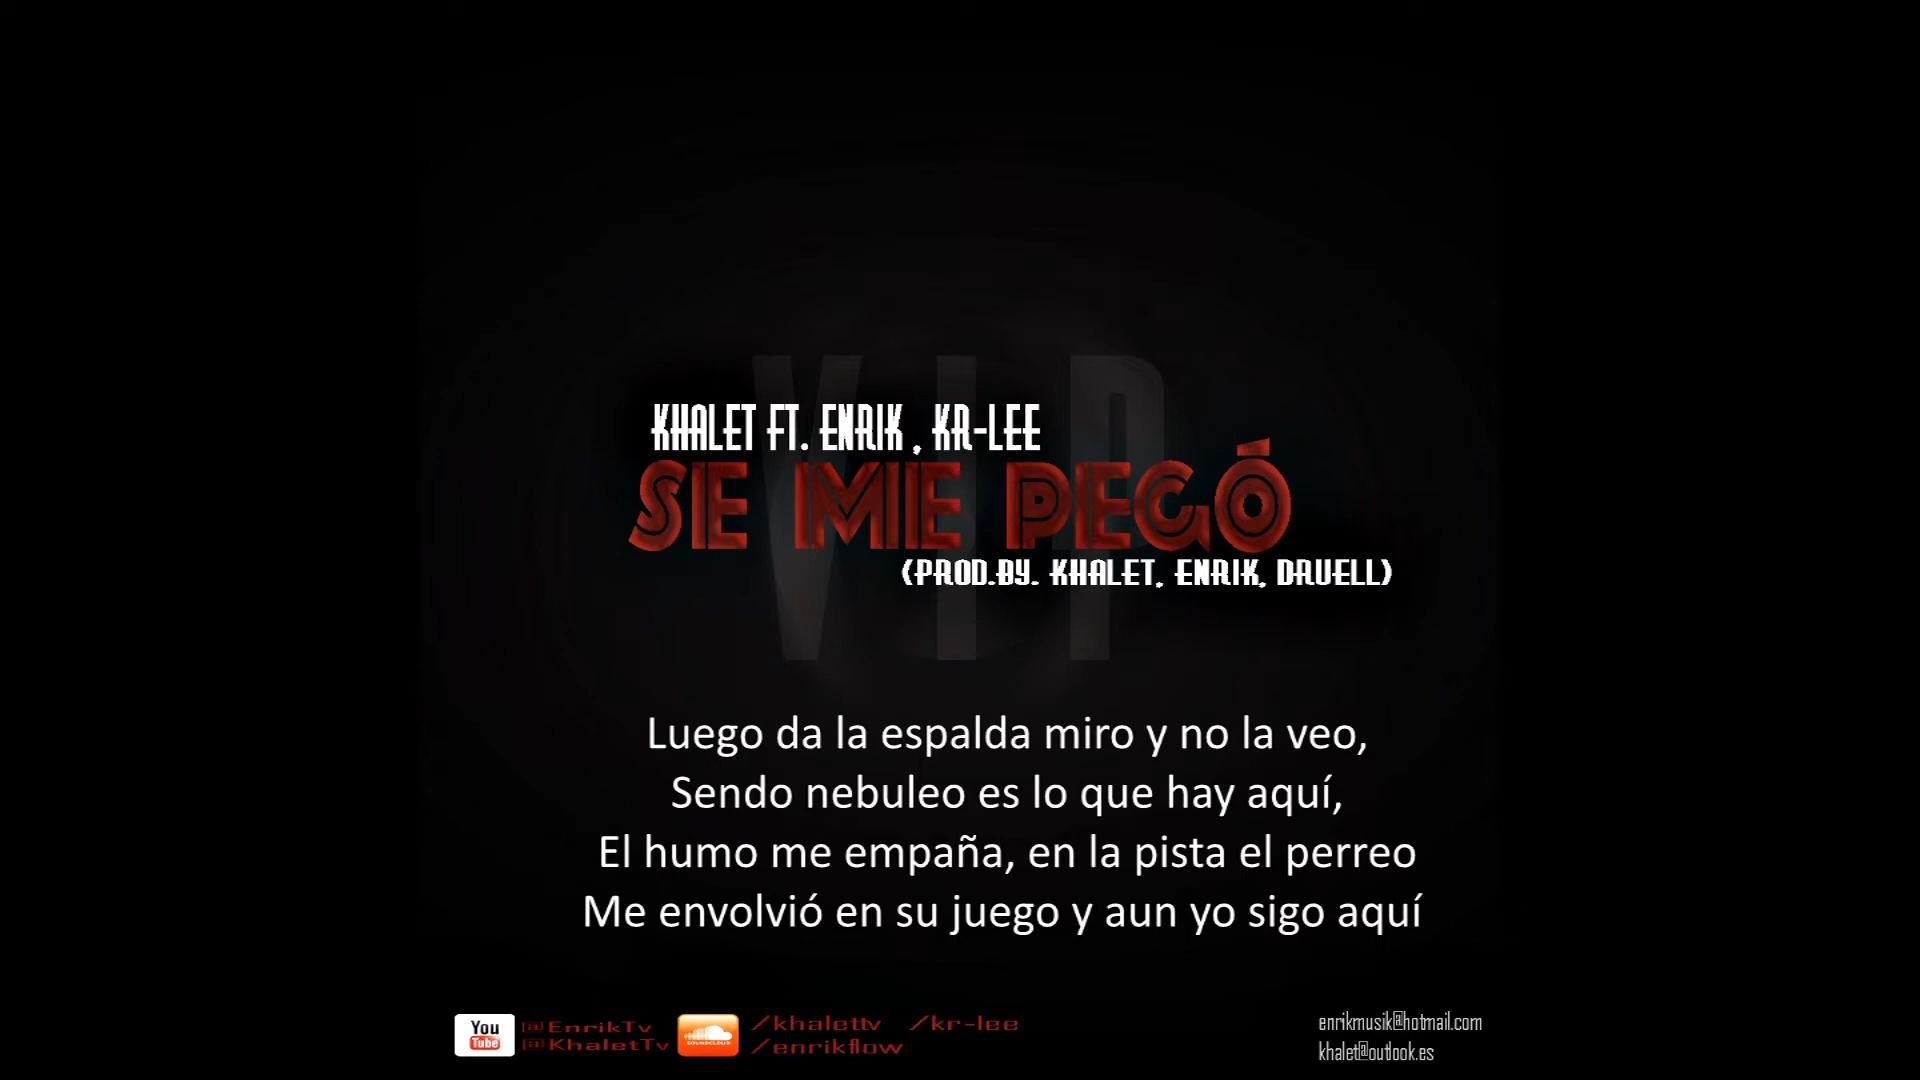 VIP
KHALET FT. ENRIK, KR-LEE
SE ME PEGÓ
(PROD.BY. KHALET, ENRIK, DRUELL)
Luego da la espalda miro y no la veo,
Sendo nebuleo es lo que hay aquí,
El humo me empaña, en la pista el perreo
Me envolvió en su juego y aun yo sigo aquí
You Tube @EnrikTv SOUNDCLOUD /khalettv /kr-lee enrikmusik@hotmail.com
@KhaletTv /enrikflow khalet@outlook.es